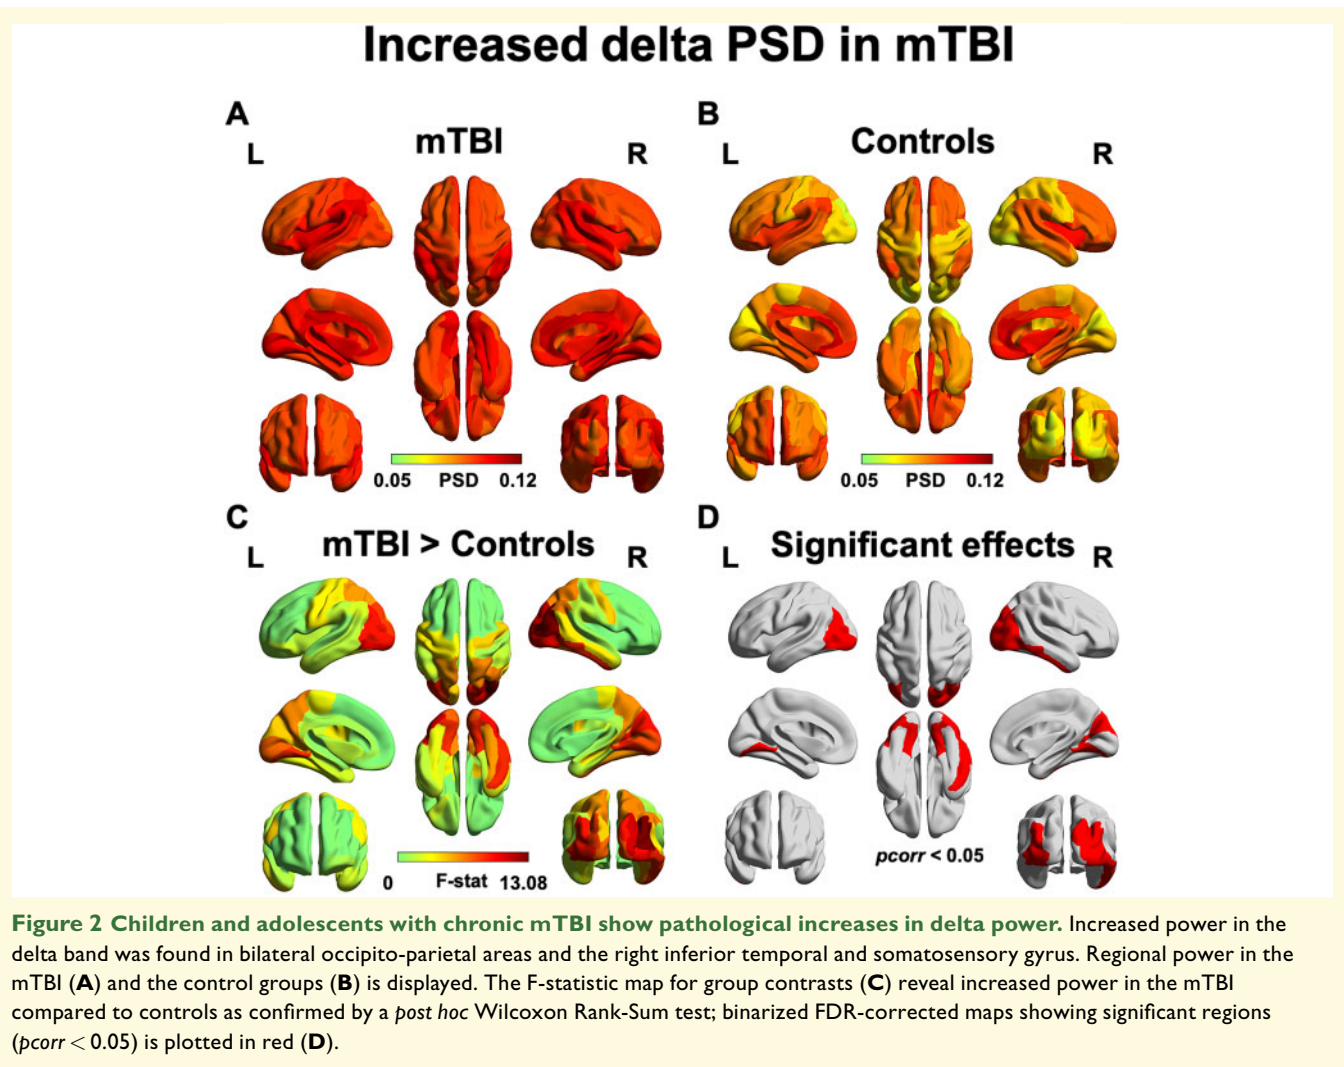 Increased delta PSD in mTBI
A
mTBI
L
R
0.05 PSD 0.12
B
Controls
L
R
0.05 PSD 0.12
C
mTBI > Controls
L
R
0 F-stat 13.08
D
Significant effects
L
R
pcorr < 0.05
Figure 2 Children and adolescents with chronic mTBI show pathological increases in delta power. Increased power in the
delta band was found in bilateral occipito-parietal areas and the right inferior temporal and somatosensory gyrus. Regional power in the
mTBI (A) and the control groups (B) is displayed. The F-statistic map for group contrasts (C) reveal increased power in the mTBI
compared to controls as confirmed by a post hoc Wilcoxon Rank-Sum test; binarized FDR-corrected maps showing significant regions
(pcorr < 0.05) is plotted in red (D).